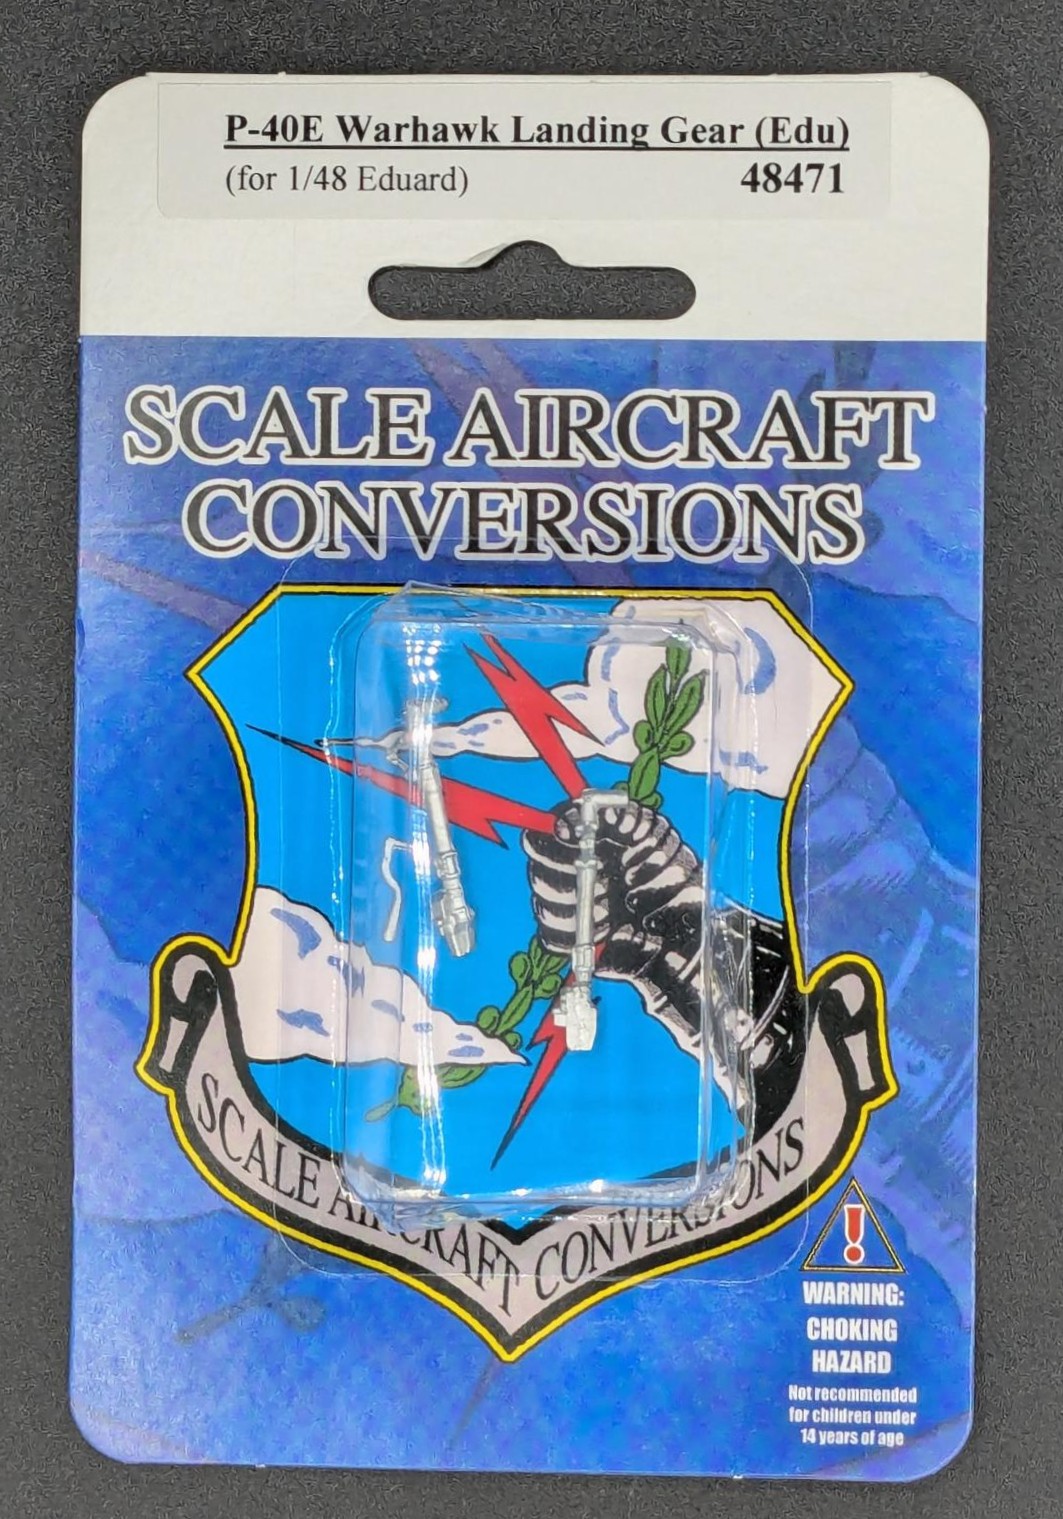 P-40E Warhawk Landing Gear (Edu)
(for 1/48 Eduard) 48471
SCALE AIRCRAFT
CONVERSIONS
SCALE AIRCRAFT CONVERSIONS
WARNING:
CHOKING
HAZARD
Not recommended
for children under
14 years of age